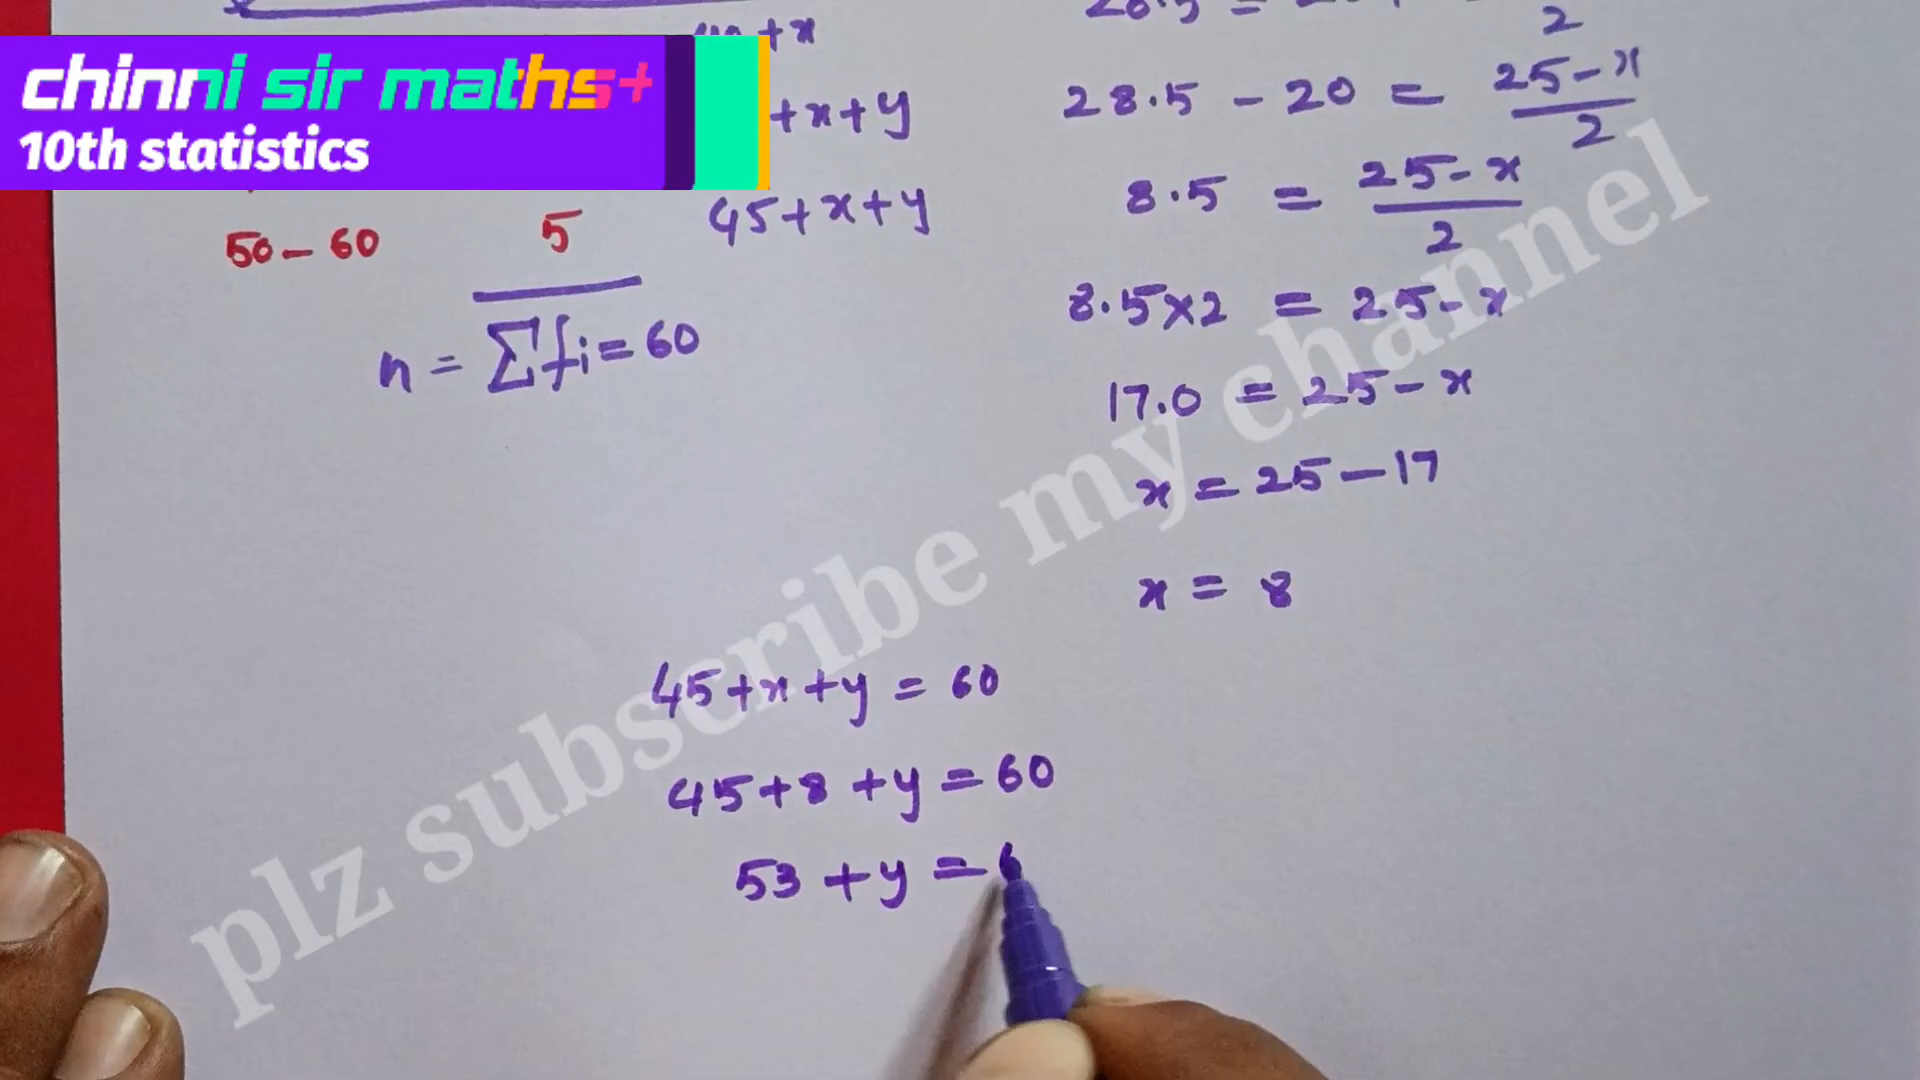 chinni sir maths+
10th statistics
+x
+x+y
45+x+y
50-60
5
n = Σfi = 60
2
28.5 - 20 = 25-x/2
8.5 = 25-x/2
8.5x2 = 25-x
17.0 = 25-x
x = 25-17
x = 8
45+x+y = 60
45+8+y = 60
53+y = 6
plz subscribe my channel